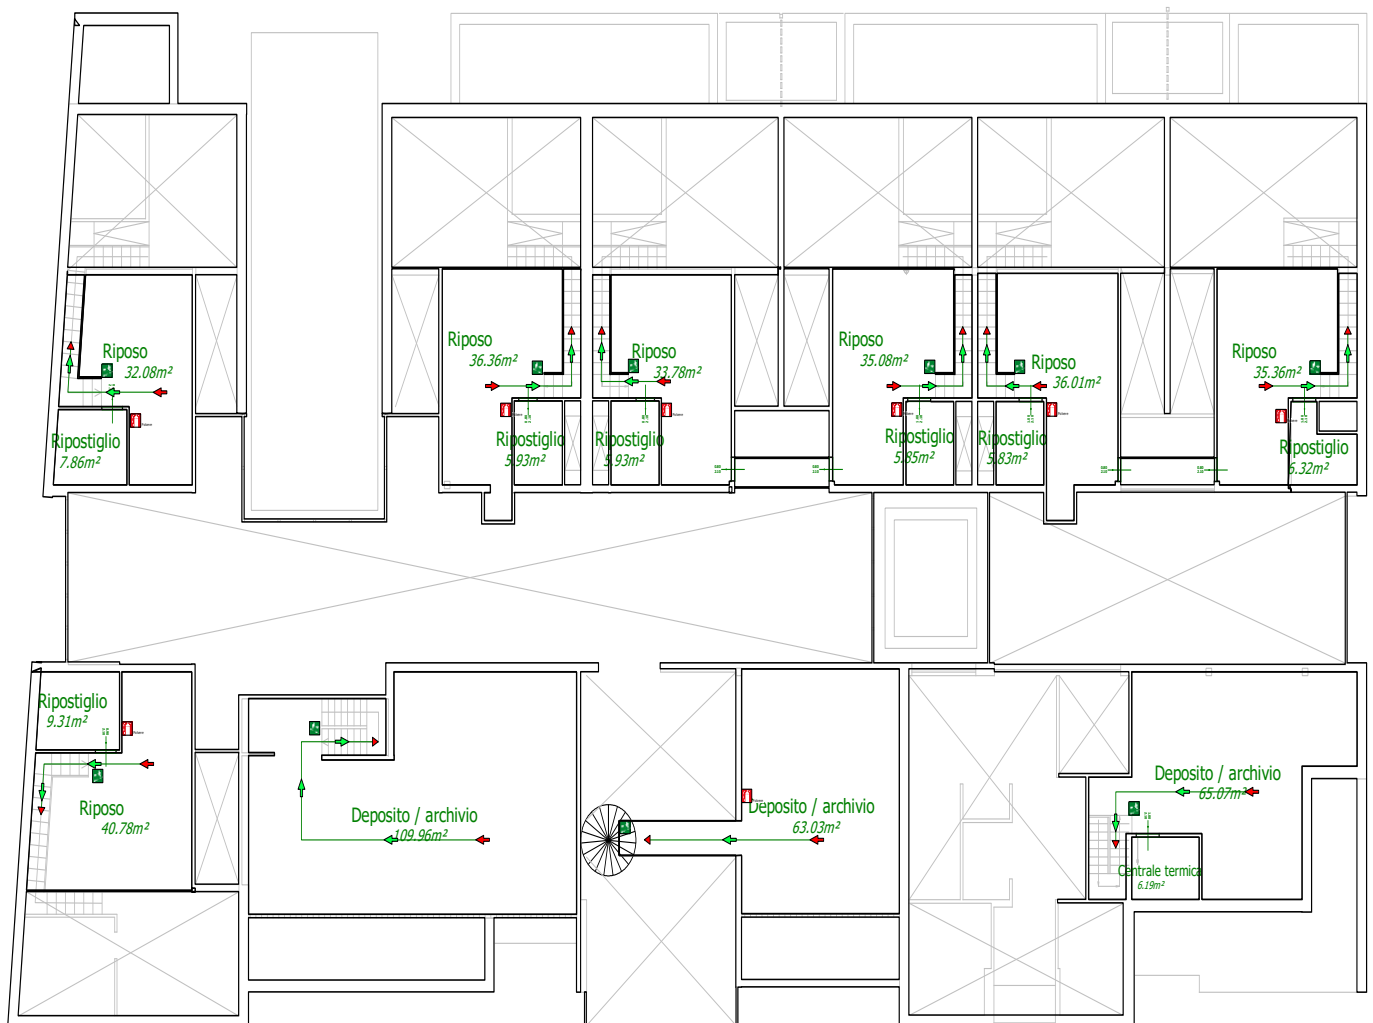 Riposo
36.36m²
Riposo
33.78m²
Riposo
35.08m²
Riposo
36.01m²
Riposo
35.36m²
Riposo
32.08m²
Ripostiglio
7.86m²
Ripostiglio
5.93m²
Ripostiglio
5.93m²
Ripostiglio
5.85m²
Ripostiglio
5.83m²
Ripostiglio
6.32m²
Ripostiglio
9.31m²
Riposo
40.78m²
Deposito / archivio
109.96m²
Deposito / archivio
63.03m²
Deposito / archivio
65.07m²
Centrale termica
6.19m²